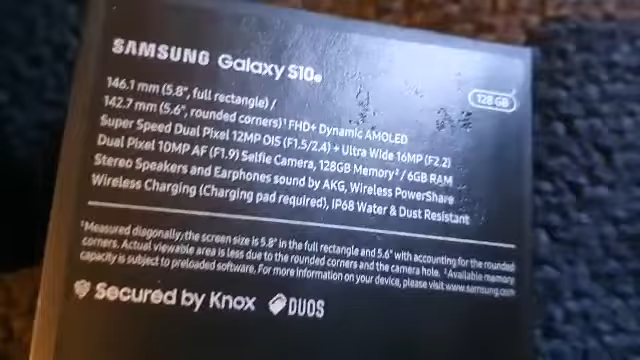 SAMSUNG Galaxy S10e
128 GB
146.1 mm (5.8", full rectangle) /
142.7 mm (5.6", rounded corners)¹ FHD+ Dynamic AMOLED
Super Speed Dual Pixel 12MP OIS (F1.5/2.4) + Ultra Wide 16MP (F2.2)
Dual Pixel 10MP AF (F1.9) Selfie Camera, 128GB Memory² / 6GB RAM
Stereo Speakers and Earphones sound by AKG, Wireless PowerShare
Wireless Charging (Charging pad required), IP68 Water & Dust Resistant
¹Measured diagonally, the screen size is 5.8" in the full rectangle and 5.6" with accounting for the rounded
corners. Actual viewable area is less due to the rounded corners and the camera hole. ²Available memory
capacity is subject to preloaded software. For more information on your device, please visit www.samsung.com
Secured by Knox DUOS